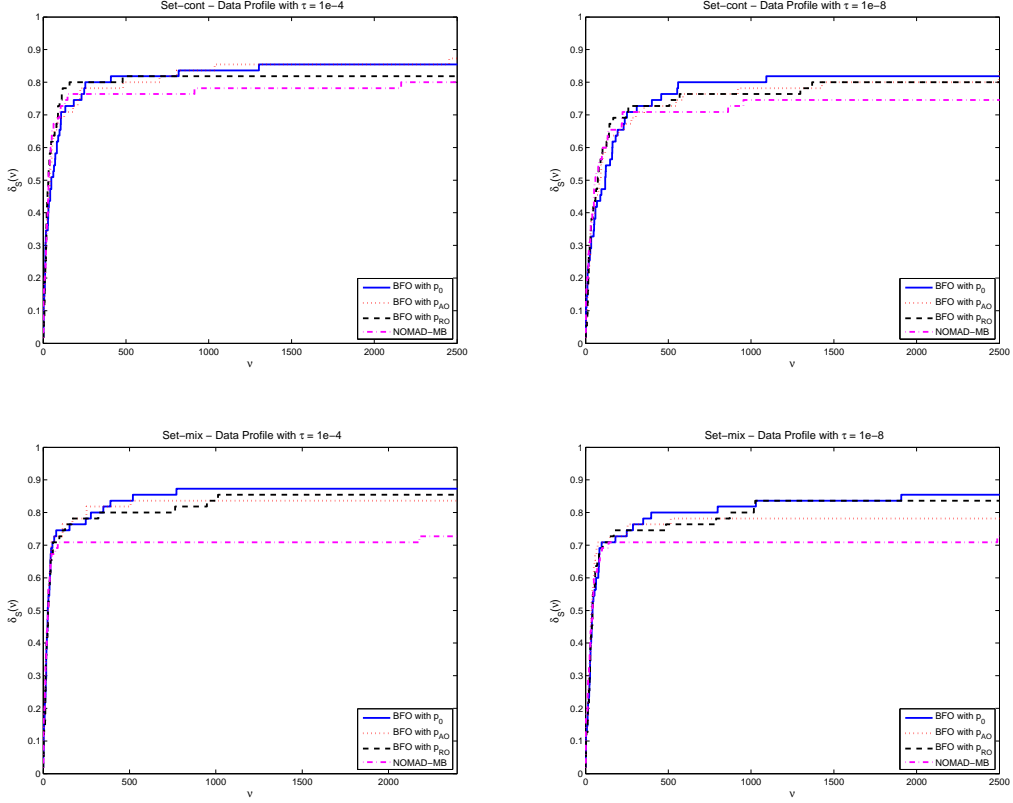 Set-cont - Data Profile with τ = 1e-4
1
0.9
0.8
0.7
0.6
0.5
0.4
0.3
0.2
0.1
0
δS(ν)
0 500 1000 1500 2000 2500
ν
BFO with p0
BFO with pAO
BFO with pRO
NOMAD-MB
Set-cont - Data Profile with τ = 1e-8
1
0.9
0.8
0.7
0.6
0.5
0.4
0.3
0.2
0.1
0
δS(ν)
0 500 1000 1500 2000 2500
ν
BFO with p0
BFO with pAO
BFO with pRO
NOMAD-MB
Set-mix - Data Profile with τ = 1e-4
1
0.9
0.8
0.7
0.6
0.5
0.4
0.3
0.2
0.1
0
δS(ν)
0 500 1000 1500 2000
ν
BFO with p0
BFO with pAO
BFO with pRO
NOMAD-MB
Set-mix - Data Profile with τ = 1e-8
1
0.9
0.8
0.7
0.6
0.5
0.4
0.3
0.2
0.1
0
δS(ν)
0 500 1000 1500 2000 2500
ν
BFO with p0
BFO with pAO
BFO with pRO
NOMAD-MB